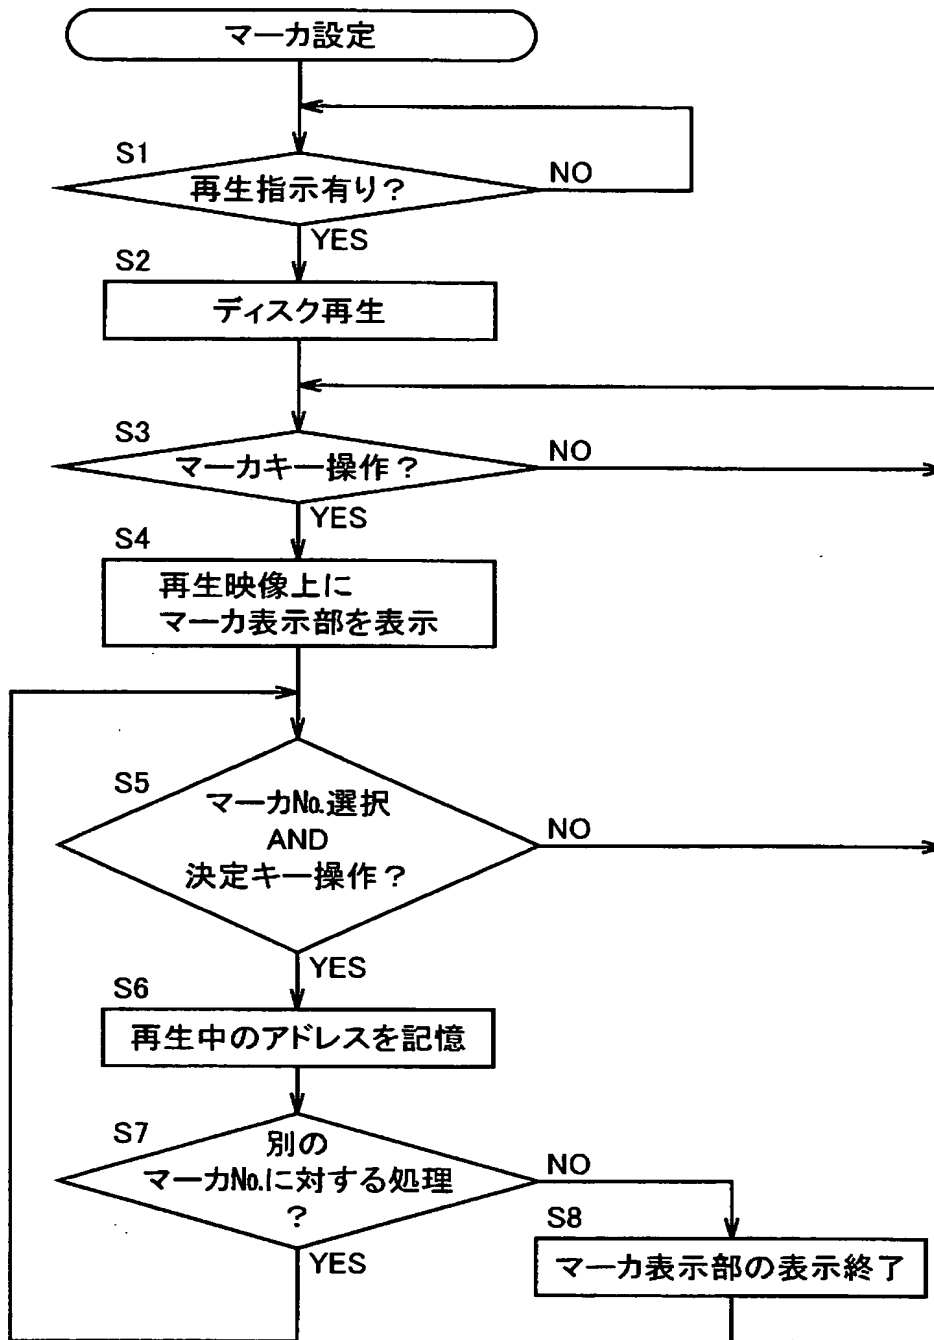 マーカ設定
S1
再生指示有り？
NO
YES
S2
ディスク再生
S3
マーカキー操作？
NO
YES
S4
再生映像上に
マーカ表示部を表示
S5
マーカNo.選択
AND
決定キー操作？
NO
YES
S6
再生中のアドレスを記憶
S7
別の
マーカNo.に対する処理
？
NO
YES
S8
マーカ表示部の表示終了